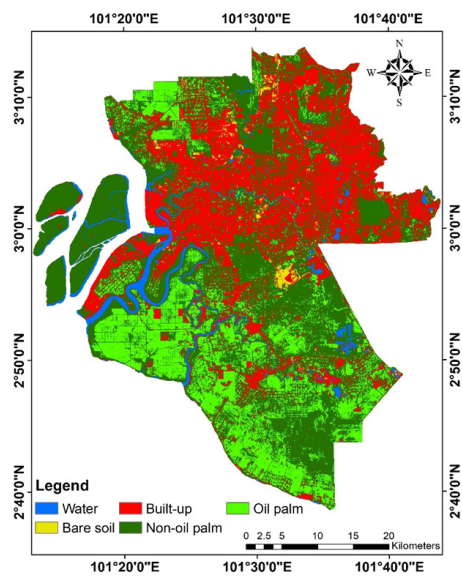 101°20'0"E 101°30'0"E 101°40'0"E
N
W E
S
3°10'0"N 3°10'0"N
3°0'0"N 3°0'0"N
2°50'0"N 2°50'0"N
2°40'0"N 2°40'0"N
Legend
Water Built-up Oil palm
Bare soil Non-oil palm
0 2.5 5 10 15 20
Kilometers
101°20'0"E 101°30'0"E 101°40'0"E